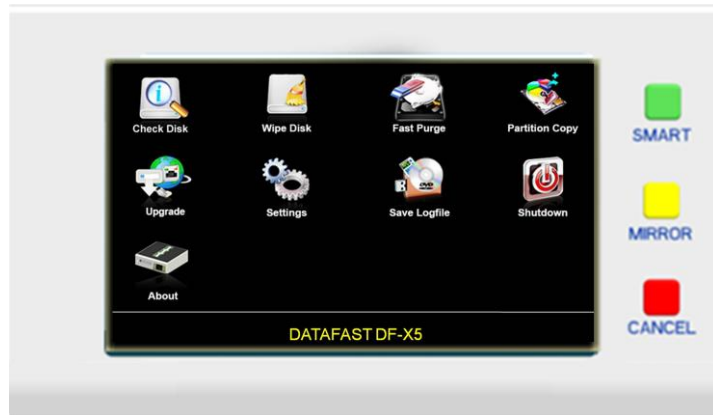 Check Disk
Wipe Disk
Fast Purge
Partition Copy
Upgrade
Settings
Save Logfile
Shutdown
About
DATAFAST DF-X5
SMART
MIRROR
CANCEL